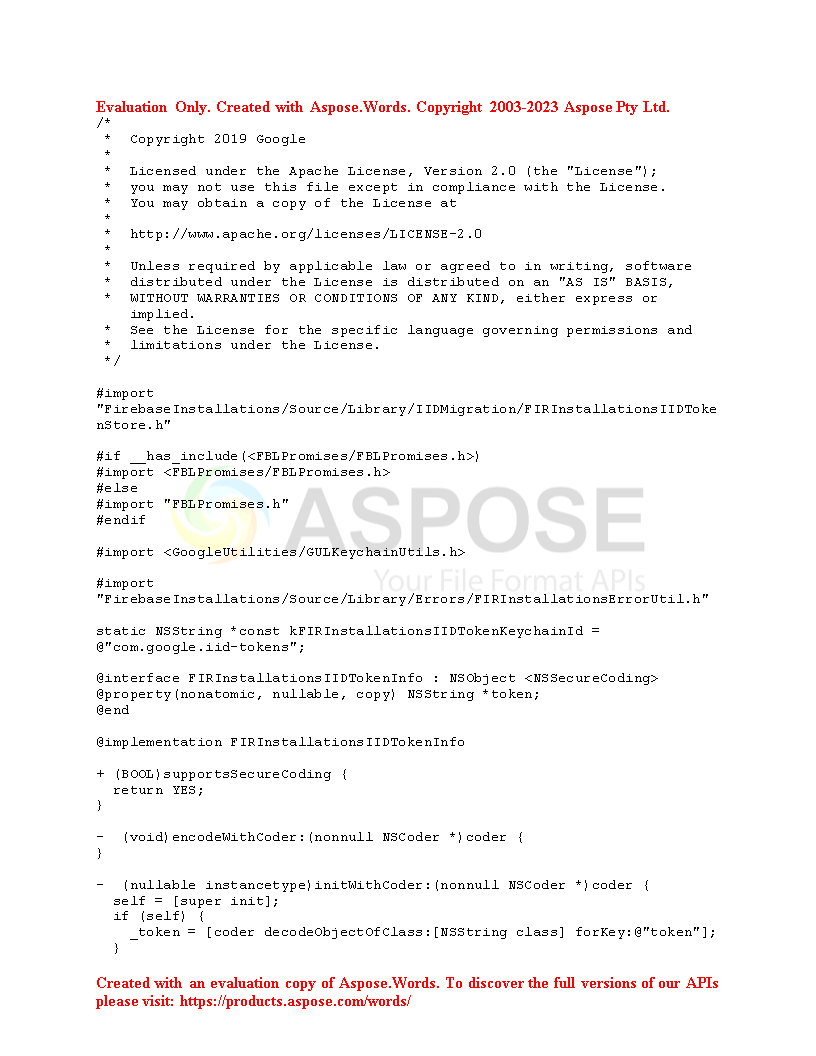 Evaluation Only. Created with Aspose.Words. Copyright 2003-2023 Aspose Pty Ltd.
/*
 *  Copyright 2019 Google
 *
 *  Licensed under the Apache License, Version 2.0 (the "License");
 *  you may not use this file except in compliance with the License.
 *  You may obtain a copy of the License at
 *
 *  http://www.apache.org/licenses/LICENSE-2.0
 *
 *  Unless required by applicable law or agreed to in writing, software
 *  distributed under the License is distributed on an "AS IS" BASIS,
 *  WITHOUT WARRANTIES OR CONDITIONS OF ANY KIND, either express or
    implied.
 *  See the License for the specific language governing permissions and
 *  limitations under the License.
 */

#import
"FirebaseInstallations/Source/Library/IIDMigration/FIRInstallationsIIDToke
nStore.h"

#if __has_include(<FBLPromises/FBLPromises.h>)
#import <FBLPromises/FBLPromises.h>
#else
#import "FBLPromises.h"
#endif
ASPOSE

#import <GoogleUtilities/GULKeychainUtils.h>
Your File Format APIs

#import
"FirebaseInstallations/Source/Library/Errors/FIRInstallationsErrorUtil.h"

static NSString *const kFIRInstallationsIIDTokenKeychainId =
@"com.google.iid-tokens";

@interface FIRInstallationsIIDTokenInfo : NSObject <NSSecureCoding>
@property(nonatomic, nullable, copy) NSString *token;
@end

@implementation FIRInstallationsIIDTokenInfo

+ (BOOL)supportsSecureCoding {
  return YES;
}

-  (void)encodeWithCoder:(nonnull NSCoder *)coder {
}

-  (nullable instancetype)initWithCoder:(nonnull NSCoder *)coder {
  self = [super init];
  if (self) {
    _token = [coder decodeObjectOfClass:[NSString class] forKey:@"token"];
  }

Created with an evaluation copy of Aspose.Words. To discover the full versions of our APIs
please visit: https://products.aspose.com/words/